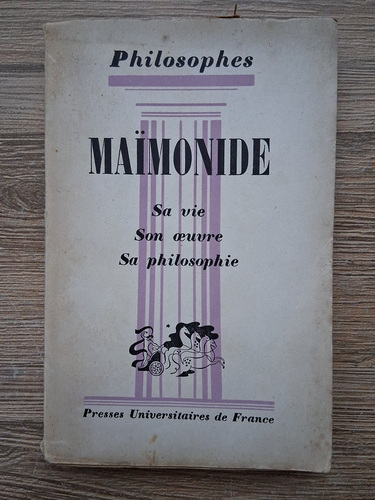 Philosophes
MAÏMONIDE
Sa vie
Son œuvre
Sa philosophie
Presses Universitaires de France